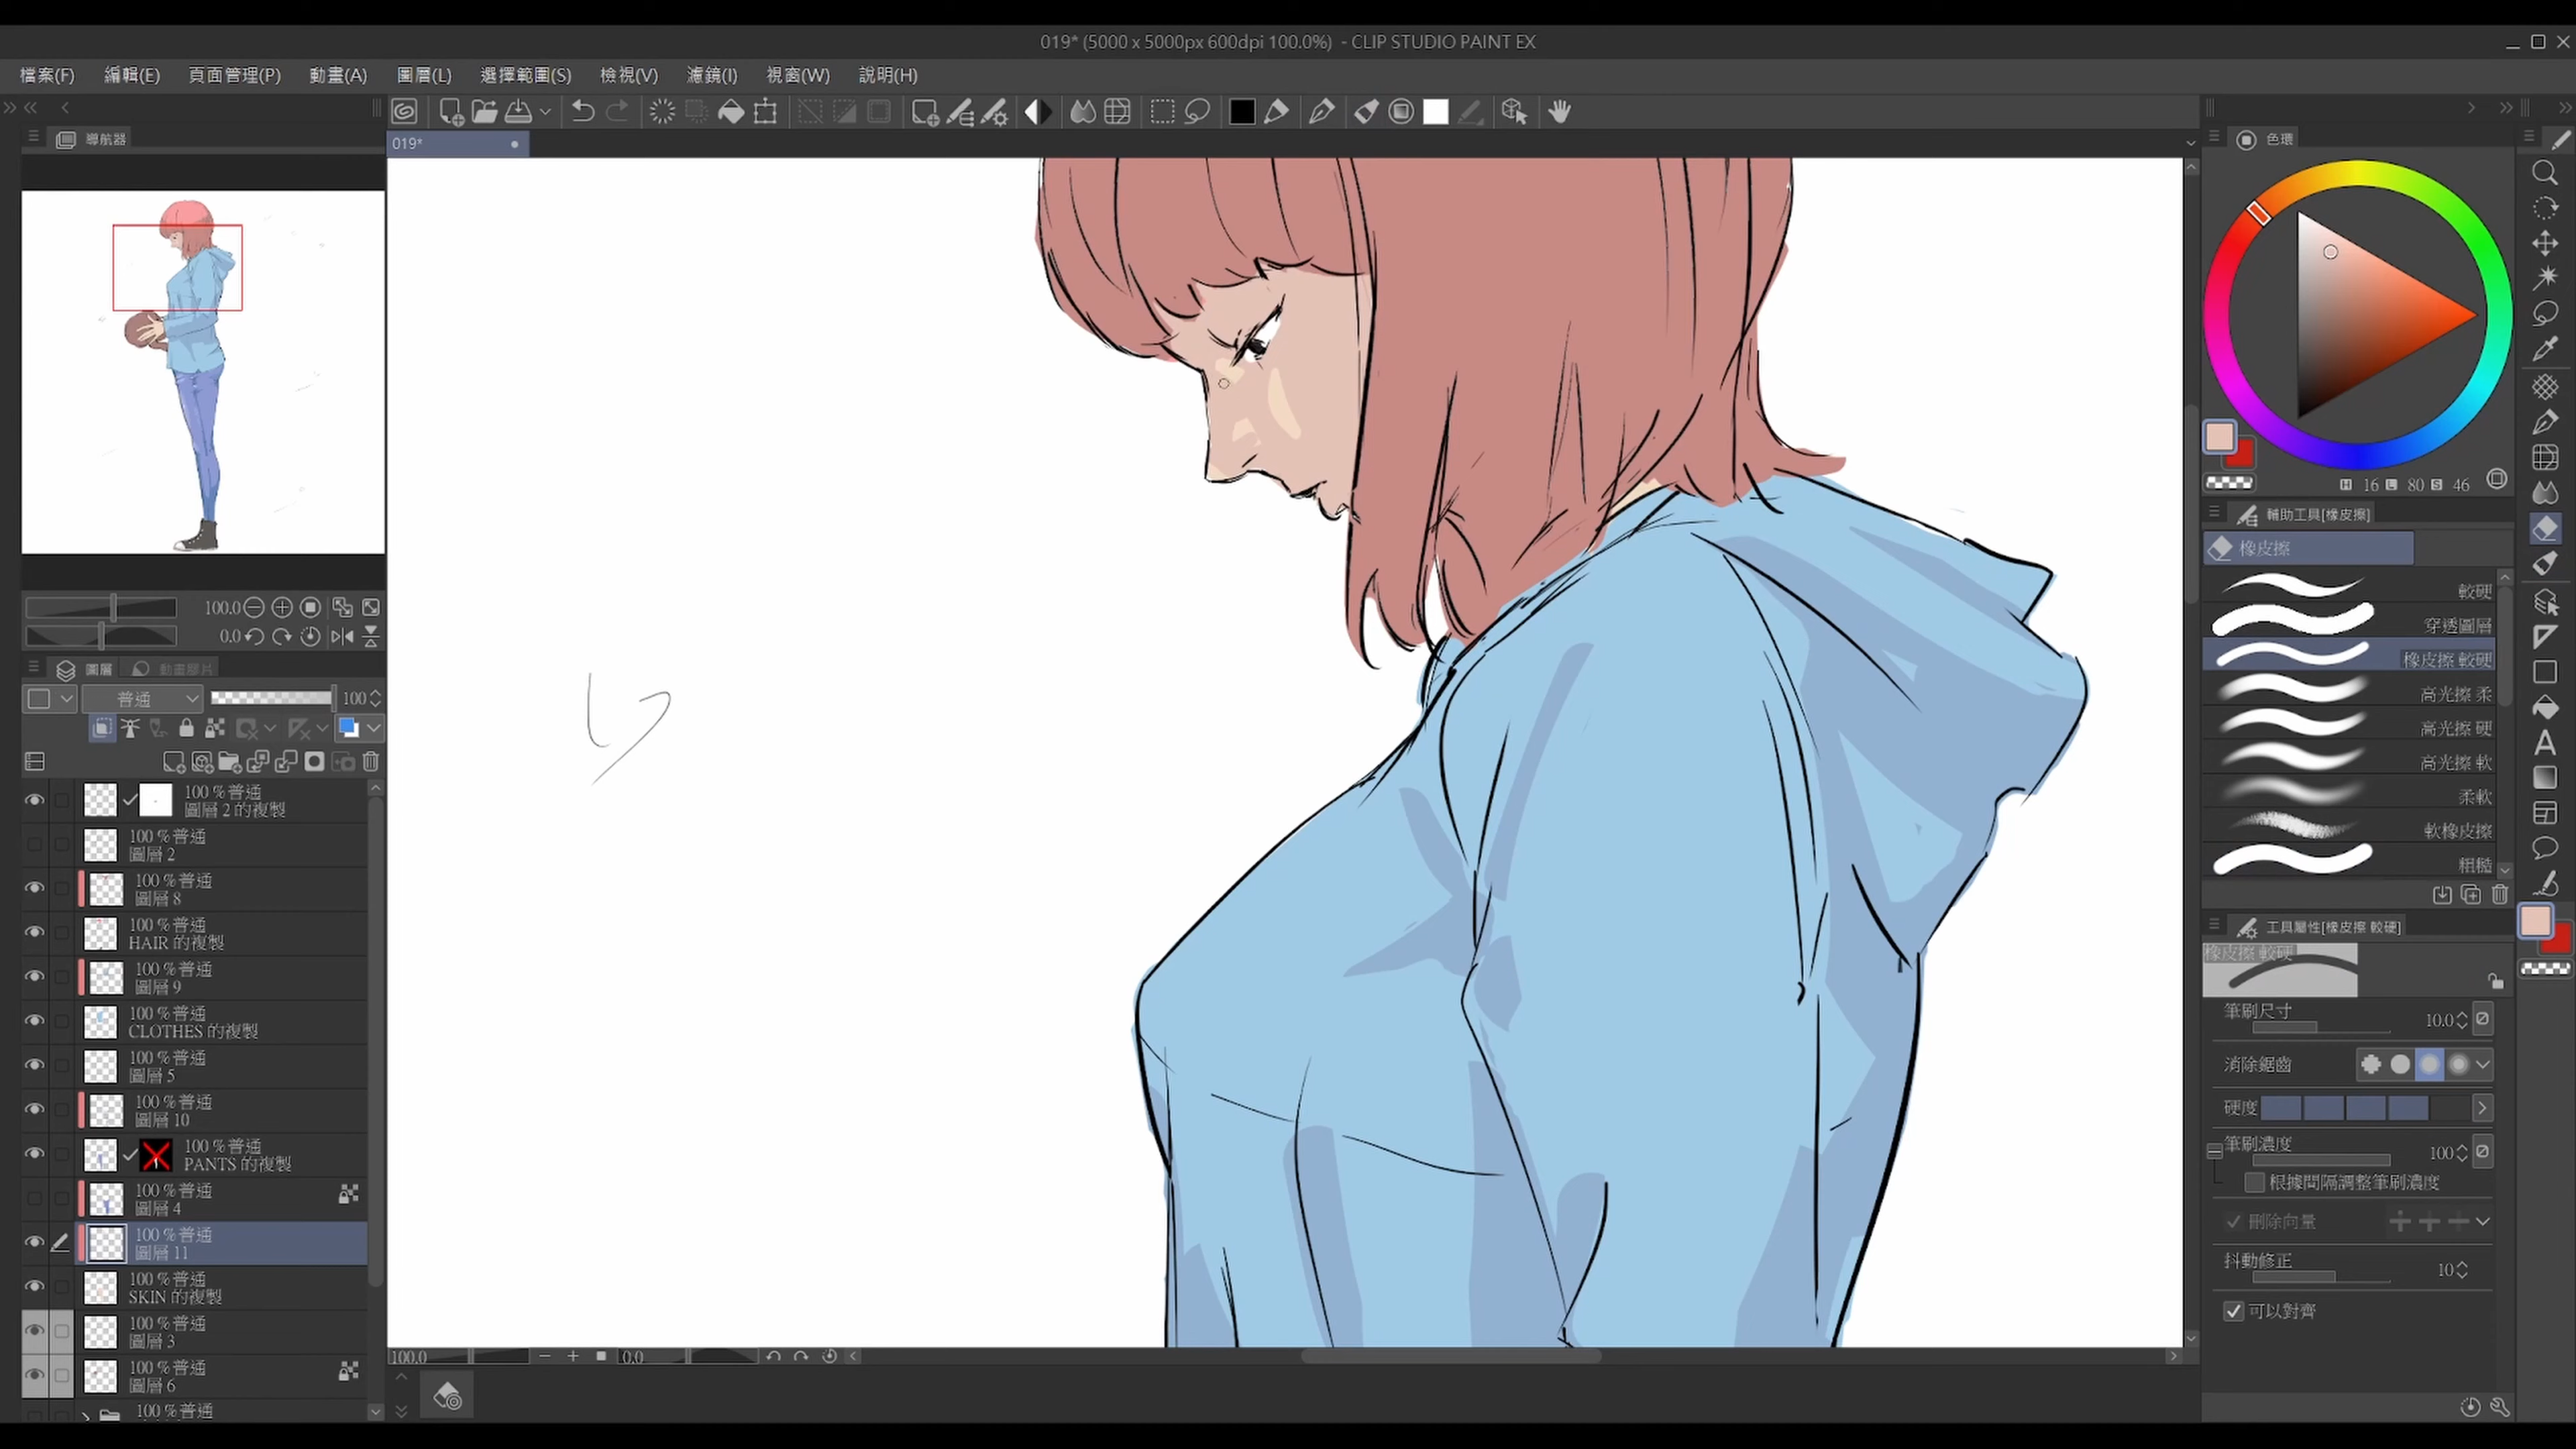 019* (5000 x 5000px 600dpi 100.0%)  - CLIP STUDIO PAINT EX
檔案(F) 編輯(E) 頁面管理(P) 動畫(A) 圖層(L) 選擇範圍(S) 檢視(V) 濾鏡(I) 視窗(W) 說明(H)
導航器
019*
色環
100.0
0.0
H 16 L 80 S 46
圖層 動畫膠片
普通 100
100 %普通
圖層 2 的複製
100 %普通
圖層 2
100 %普通
圖層 8
100 %普通
HAIR 的複製
100 %普通
圖層 9
100 %普通
CLOTHES 的複製
100 %普通
圖層 5
100 %普通
圖層 10
100 %普通
PANTS 的複製
100 %普通
圖層 4
100 %普通
圖層 11
100 %普通
SKIN 的複製
100 %普通
圖層 3
100 %普通
圖層 6
100 %普通
100.0
0.0
輔助工具[橡皮擦]
橡皮擦
較硬
穿透圖層
橡皮擦 較硬
高光擦 柔
高光擦 硬
高光擦 軟
柔軟
軟橡皮擦
粗糙
工具屬性[橡皮擦 較硬]
橡皮擦 較硬
筆刷尺寸 10.0
消除鋸齒
硬度
筆刷濃度 100
根據間隔調整筆刷濃度
刪除向量
抖動修正 10
可以對齊